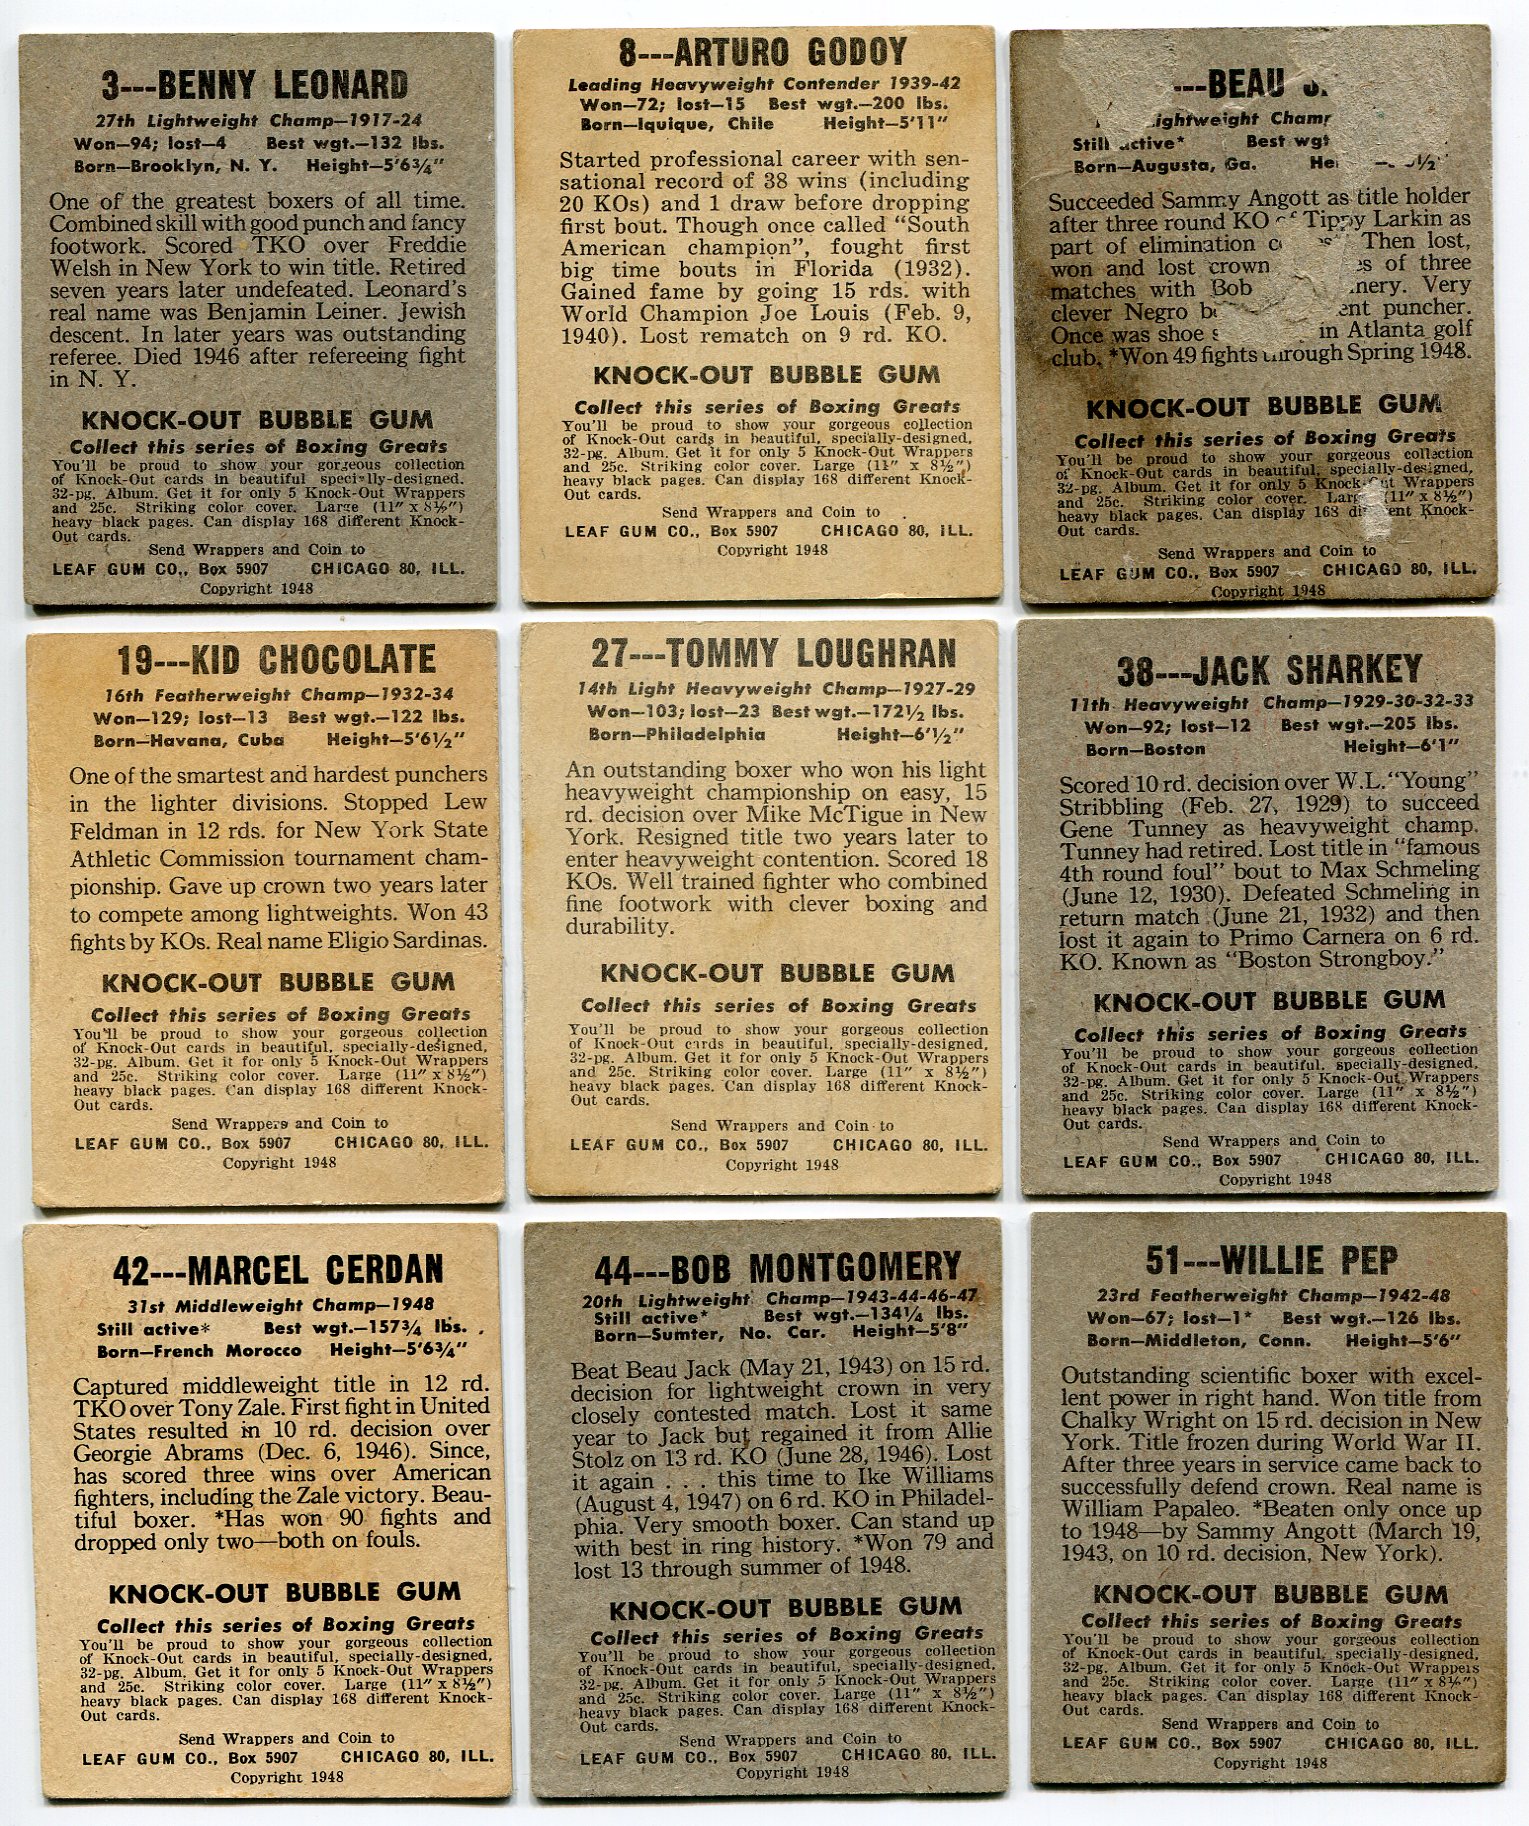 3---BENNY LEONARD
27th Lightweight Champ—1917-24
Won—94; lost—4 Best wgt.—132 lbs.
Born—Brooklyn, N. Y. Height—5'6¾"
One of the greatest boxers of all time.
Combined skill with good punch and fancy
footwork. Scored TKO over Freddie
Welsh in New York to win title. Retired
seven years later undefeated. Leonard's
real name was Benjamin Leiner. Jewish
descent. In later years was outstanding
referee. Died 1946 after refereeing fight
in N. Y.
KNOCK-OUT BUBBLE GUM
Collect this series of Boxing Greats
You'll be proud to show your gorgeous collection
of Knock-Out cards in beautiful specially-designed,
32-pg. Album. Get it for only 5 Knock-Out Wrappers
and 25c. Striking color cover. Large (11" x 8½")
heavy black pages. Can display 168 different Knock-
Out cards.
Send Wrappers and Coin to
LEAF GUM CO., Box 5907 CHICAGO 80, ILL.
Copyright 1948
8---ARTURO GODOY
Leading Heavyweight Contender 1939-42
Won—72; lost—15 Best wgt.—200 lbs.
Born—Iquique, Chile Height—5'11"
Started professional career with sen-
sational record of 38 wins (including
20 KOs) and 1 draw before dropping
first bout. Though once called "South
American champion", fought first
big time bouts in Florida (1932).
Gained fame by going 15 rds. with
World Champion Joe Louis (Feb. 9,
1940). Lost rematch on 9 rd. KO.
KNOCK-OUT BUBBLE GUM
Collect this series of Boxing Greats
You'll be proud to show your gorgeous collection
of Knock-Out cards in beautiful, specially-designed,
32-pg. Album. Get it for only 5 Knock-Out Wrappers
and 25c. Striking color cover. Large (11" x 8½")
heavy black pages. Can display 168 different Knock-
Out cards.
Send Wrappers and Coin to
LEAF GUM CO., Box 5907 CHICAGO 80, ILL.
Copyright 1948
---BEAU
Champ
Still active* Best wgt
Born—Augusta, Ga.
Succeeded Sammy Angott as title holder
after three round KO of Tippy Larkin as
part of elimination Then lost,
won and lost crown of three
matches with Bob Very
clever Negro puncher.
Once was shoe in Atlanta golf
club. *Won 49 fights through Spring 1948.
KNOCK-OUT BUBBLE GUM
Collect this series of Boxing Greats
You'll be proud to show your gorgeous collection
of Knock-Out cards in beautiful, specially-designed,
32-pg. Album. Get it for only 5 Knock-Out Wrappers
and 25c. Striking color cover. Large (11" x 8½")
heavy black pages. Can display 168 different Knock-
Out cards.
Send Wrappers and Coin to
LEAF GUM CO., Box 5907 CHICAGO 80, ILL.
Copyright 1948
19---KID CHOCOLATE
16th Featherweight Champ—1932-34
Won—129; lost—13 Best wgt.—122 lbs.
Born—Havana, Cuba Height—5'6½"
One of the smartest and hardest punchers
in the lighter divisions. Stopped Lew
Feldman in 12 rds. for New York State
Athletic Commission tournament cham-
pionship. Gave up crown two years later
to compete among lightweights. Won 43
fights by KOs. Real name Eligio Sardinas.
KNOCK-OUT BUBBLE GUM
Collect this series of Boxing Greats
You'll be proud to show your gorgeous collection
of Knock-Out cards in beautiful, specially-designed,
32-pg. Album. Get it for only 5 Knock-Out Wrappers
and 25c. Striking color cover. Large (11" x 8½")
heavy black pages. Can display 168 different Knock-
Out cards.
Send Wrappers and Coin to
LEAF GUM CO., Box 5907 CHICAGO 80, ILL.
Copyright 1948
27---TOMMY LOUGHRAN
14th Light Heavyweight Champ—1927-29
Won—103; lost—23 Best wgt.—172½ lbs.
Born—Philadelphia Height—6'½"
An outstanding boxer who won his light
heavyweight championship on easy, 15
rd. decision over Mike McTigue in New
York. Resigned title two years later to
enter heavyweight contention. Scored 18
KOs. Well trained fighter who combined
fine footwork with clever boxing and
durability.
KNOCK-OUT BUBBLE GUM
Collect this series of Boxing Greats
You'll be proud to show your gorgeous collection
of Knock-Out cards in beautiful, specially-designed,
32-pg. Album. Get it for only 5 Knock-Out Wrappers
and 25c. Striking color cover. Large (11" x 8½")
heavy black pages. Can display 168 different Knock-
Out cards.
Send Wrappers and Coin to
LEAF GUM CO., Box 5907 CHICAGO 80, ILL.
Copyright 1948
38---JACK SHARKEY
11th Heavyweight Champ—1929-30-32-33
Won—92; lost—12 Best wgt.—205 lbs.
Born—Boston Height—6'1"
Scored 10 rd. decision over W.L. "Young"
Stribbling (Feb. 27, 1929) to succeed
Gene Tunney as heavyweight champ.
Tunney had retired. Lost title in "famous
4th round foul" bout to Max Schmeling
(June 12, 1930). Defeated Schmeling in
return match (June 21, 1932) and then
lost it again to Primo Carnera on 6 rd.
KO. Known as "Boston Strongboy."
KNOCK-OUT BUBBLE GUM
Collect this series of Boxing Greats
You'll be proud to show your gorgeous collection
of Knock-Out cards in beautiful, specially-designed,
32-pg. Album. Get it for only 5 Knock-Out Wrappers
and 25c. Striking color cover. Large (11" x 8½")
heavy black pages. Can display 168 different Knock-
Out cards.
Send Wrappers and Coin to
LEAF GUM CO., Box 5907 CHICAGO 80, ILL.
Copyright 1948
42---MARCEL CERDAN
31st Middleweight Champ—1948
Still active* Best wgt.—157¾ lbs.
Born—French Morocco Height—5'6¾"
Captured middleweight title in 12 rd.
TKO over Tony Zale. First fight in United
States resulted in 10 rd. decision over
Georgie Abrams (Dec. 6, 1946). Since,
has scored three wins over American
fighters, including the Zale victory. Beau-
tiful boxer. *Has won 90 fights and
dropped only two—both on fouls.
KNOCK-OUT BUBBLE GUM
Collect this series of Boxing Greats
You'll be proud to show your gorgeous collection
of Knock-Out cards in beautiful, specially-designed,
32-pg. Album. Get it for only 5 Knock-Out Wrappers
and 25c. Striking color cover. Large (11" x 8½")
heavy black pages. Can display 168 different Knock-
Out cards.
Send Wrappers and Coin to
LEAF GUM CO., Box 5907 CHICAGO 80, ILL.
Copyright 1948
44---BOB MONTGOMERY
20th Lightweight Champ—1943-44-46-47
Still active* Best wgt.—134¼ lbs.
Born—Sumter, No. Car. Height—5'8"
Beat Beau Jack (May 21, 1943) on 15 rd.
decision for lightweight crown in very
closely contested match. Lost it same
year to Jack but regained it from Allie
Stolz on 13 rd. KO (June 28, 1946). Lost
it again . . . this time to Ike Williams
(August 4, 1947) on 6 rd. KO in Philadel-
phia. Very smooth boxer. Can stand up
with best in ring history. *Won 79 and
lost 13 through summer of 1948.
KNOCK-OUT BUBBLE GUM
Collect this series of Boxing Greats
You'll be proud to show your gorgeous collection
of Knock-Out cards in beautiful, specially-designed,
32-pg. Album. Get it for only 5 Knock-Out Wrappers
and 25c. Striking color cover. Large (11" x 8½")
heavy black pages. Can display 168 different Knock-
Out cards.
Send Wrappers and Coin to
LEAF GUM CO., Box 5907 CHICAGO 80, ILL.
Copyright 1948
51---WILLIE PEP
23rd Featherweight Champ—1942-48
Won—67; lost—1* Best wgt.—126 lbs.
Born—Middleton, Conn. Height—5'6"
Outstanding scientific boxer with excel-
lent power in right hand. Won title from
Chalky Wright on 15 rd. decision in New
York. Title frozen during World War II.
After three years in service came back to
successfully defend crown. Real name is
William Papaleo. *Beaten only once up
to 1948—by Sammy Angott (March 19,
1943, on 10 rd. decision, New York).
KNOCK-OUT BUBBLE GUM
Collect this series of Boxing Greats
You'll be proud to show your gorgeous collection
of Knock-Out cards in beautiful, specially-designed,
32-pg. Album. Get it for only 5 Knock-Out Wrappers
and 25c. Striking color cover. Large (11" x 8½")
heavy black pages. Can display 168 different Knock-
Out cards.
Send Wrappers and Coin to
LEAF GUM CO., Box 5907 CHICAGO 80, ILL.
Copyright 1948